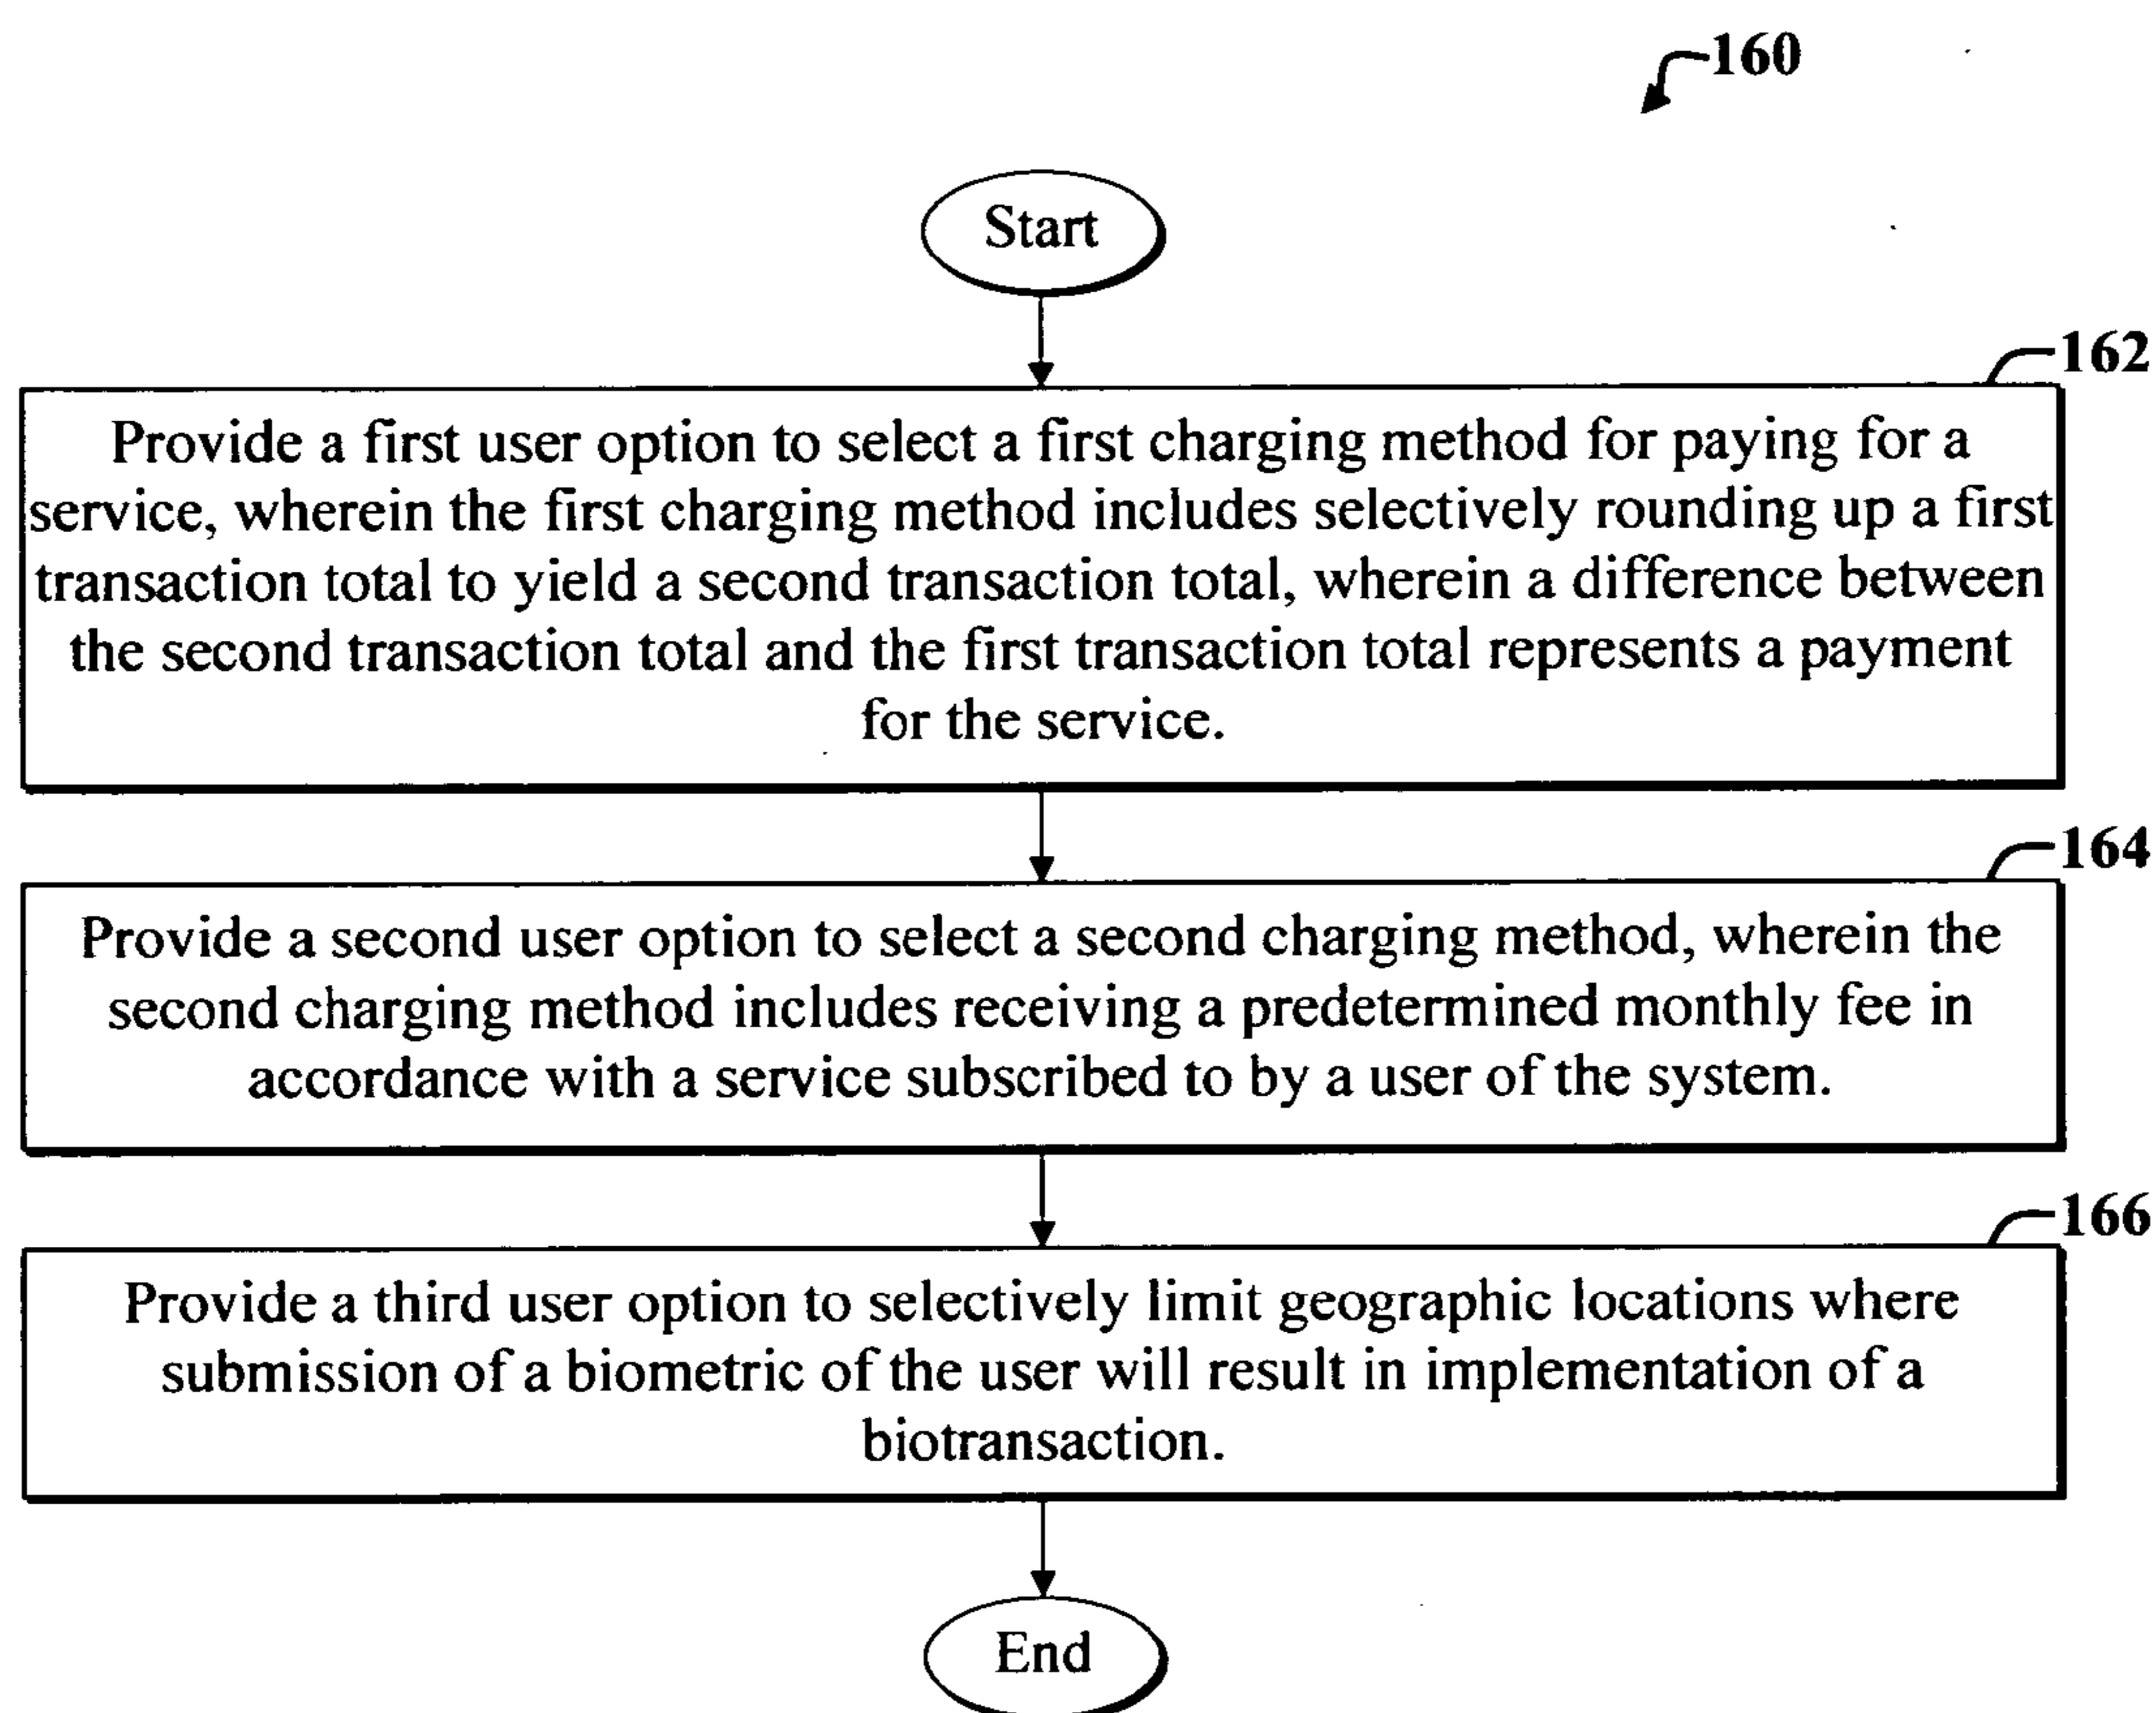 160
Start
162
Provide a first user option to select a first charging method for paying for a
service, wherein the first charging method includes selectively rounding up a first
transaction total to yield a second transaction total, wherein a difference between
the second transaction total and the first transaction total represents a payment
for the service.
164
Provide a second user option to select a second charging method, wherein the
second charging method includes receiving a predetermined monthly fee in
accordance with a service subscribed to by a user of the system.
166
Provide a third user option to selectively limit geographic locations where
submission of a biometric of the user will result in implementation of a
biotransaction.
End